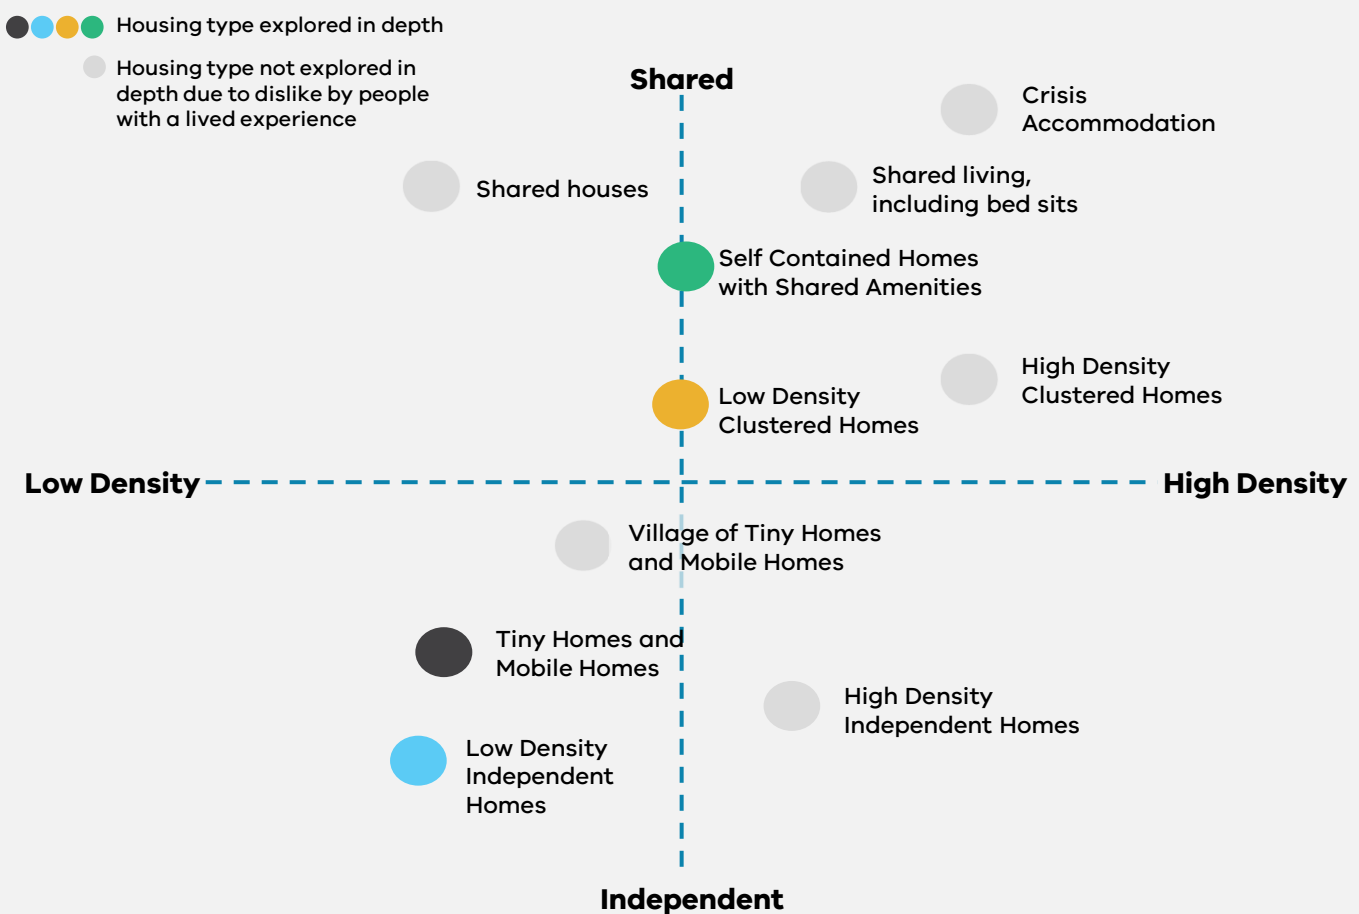 Housing type explored in depth
Housing type not explored in
depth due to dislike by people
with a lived experience
Shared
Crisis
Accommodation
Shared houses
Shared living,
including bed sits
Self Contained Homes
with Shared Amenities
High Density
Clustered Homes
Low Density
Clustered Homes
Low Density
High Density
Village of Tiny Homes
and Mobile Homes
Tiny Homes and
Mobile Homes
High Density
Independent Homes
Low Density
Independent
Homes
Independent